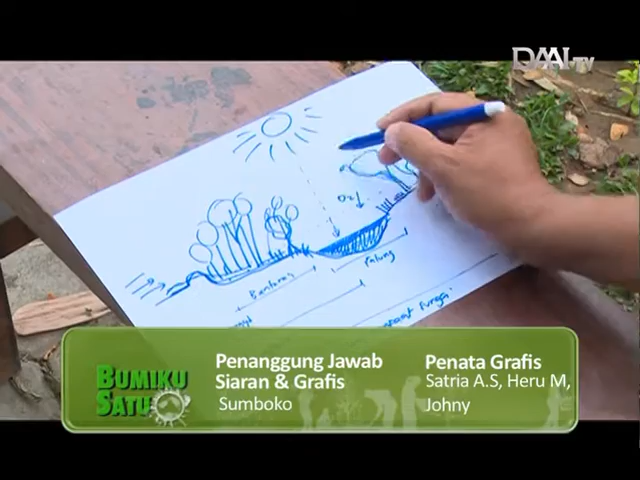 DAAI TV
Bantaran
Palung
Penanggung Jawab
Siaran & Grafis
Sumboko
Penata Grafis
Satria A.S, Heru M,
Johny
BUMIKU
SATU